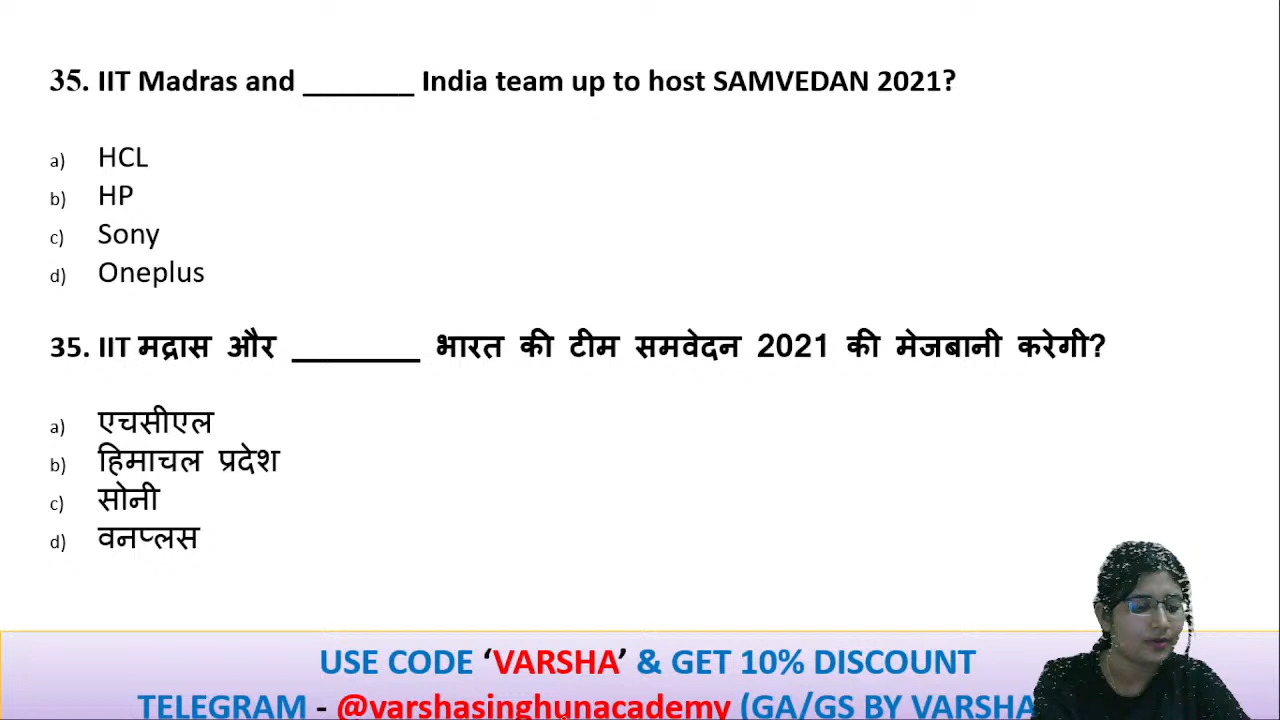 35. IIT Madras and _______ India team up to host SAMVEDAN 2021?
a) HCL
b) HP
c) Sony
d) Oneplus
35. IIT मद्रास और ________ भारत की टीम समवेदन 2021 की मेजबानी करेगी?
a) एचसीएल
b) हिमाचल प्रदेश
c) सोनी
d) वनप्लस
USE CODE ‘VARSHA’ & GET 10% DISCOUNT
TELEGRAM - @varshasinghunacademy (GA/GS BY VARSHA